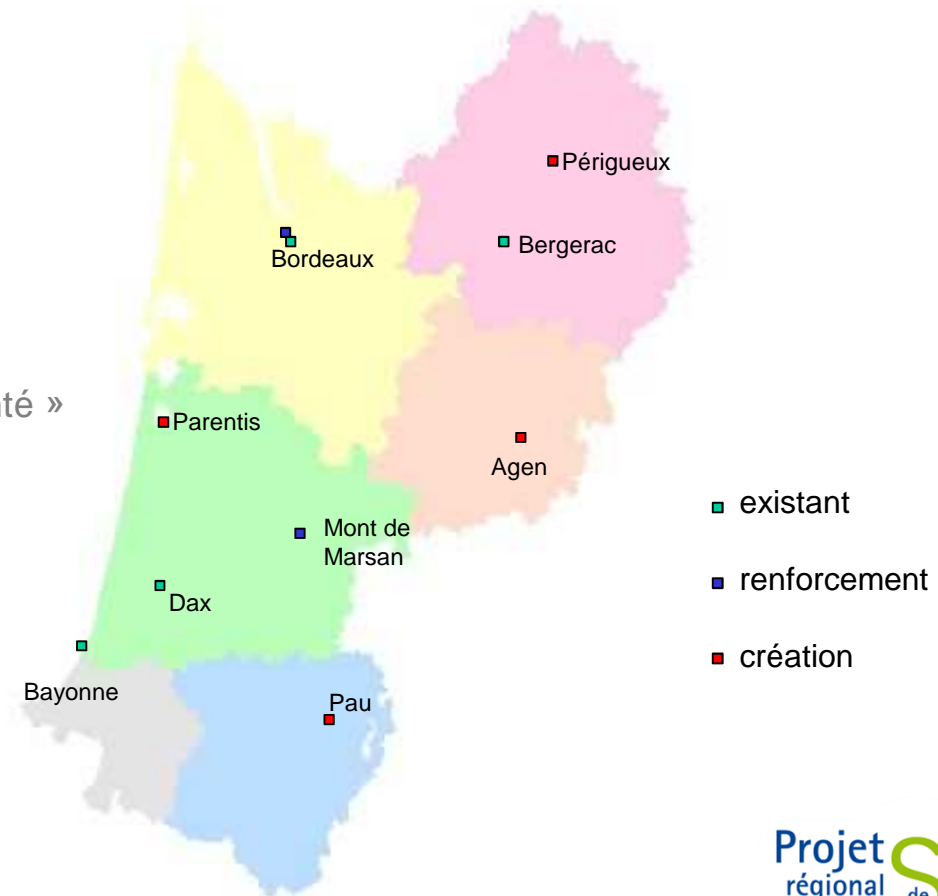 Périgueux
Bordeaux
Bergerac
té »
Parentis
Agen
existant
Mont de
Marsan
renforcement
Dax
création
Bayonne
Pau
Projet
régional
de